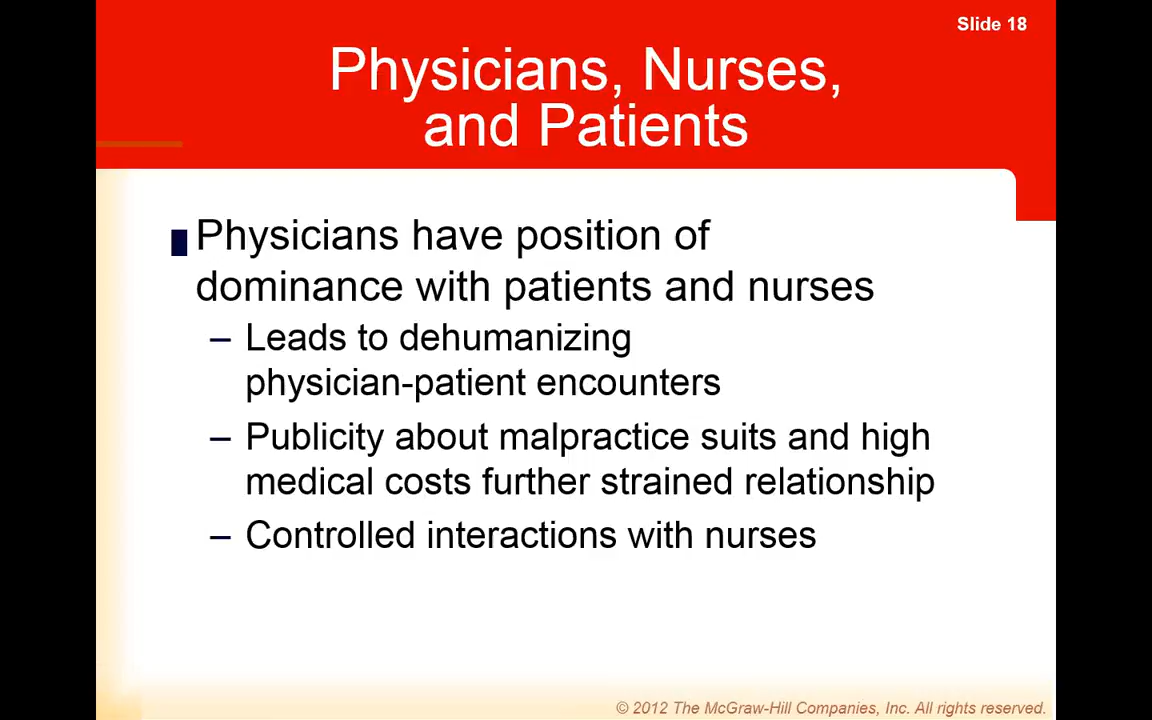 Slide 18
Physicians, Nurses,
and Patients
Physicians have position of
dominance with patients and nurses
– Leads to dehumanizing
physician-patient encounters
– Publicity about malpractice suits and high
medical costs further strained relationship
– Controlled interactions with nurses
© 2012 The McGraw-Hill Companies, Inc. All rights reserved.